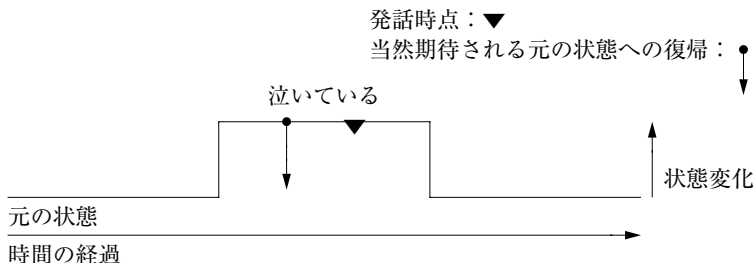 発話時点：▼
当然期待される元の状態への復帰：
泣いている
状態変化
元の状態
時間の経過